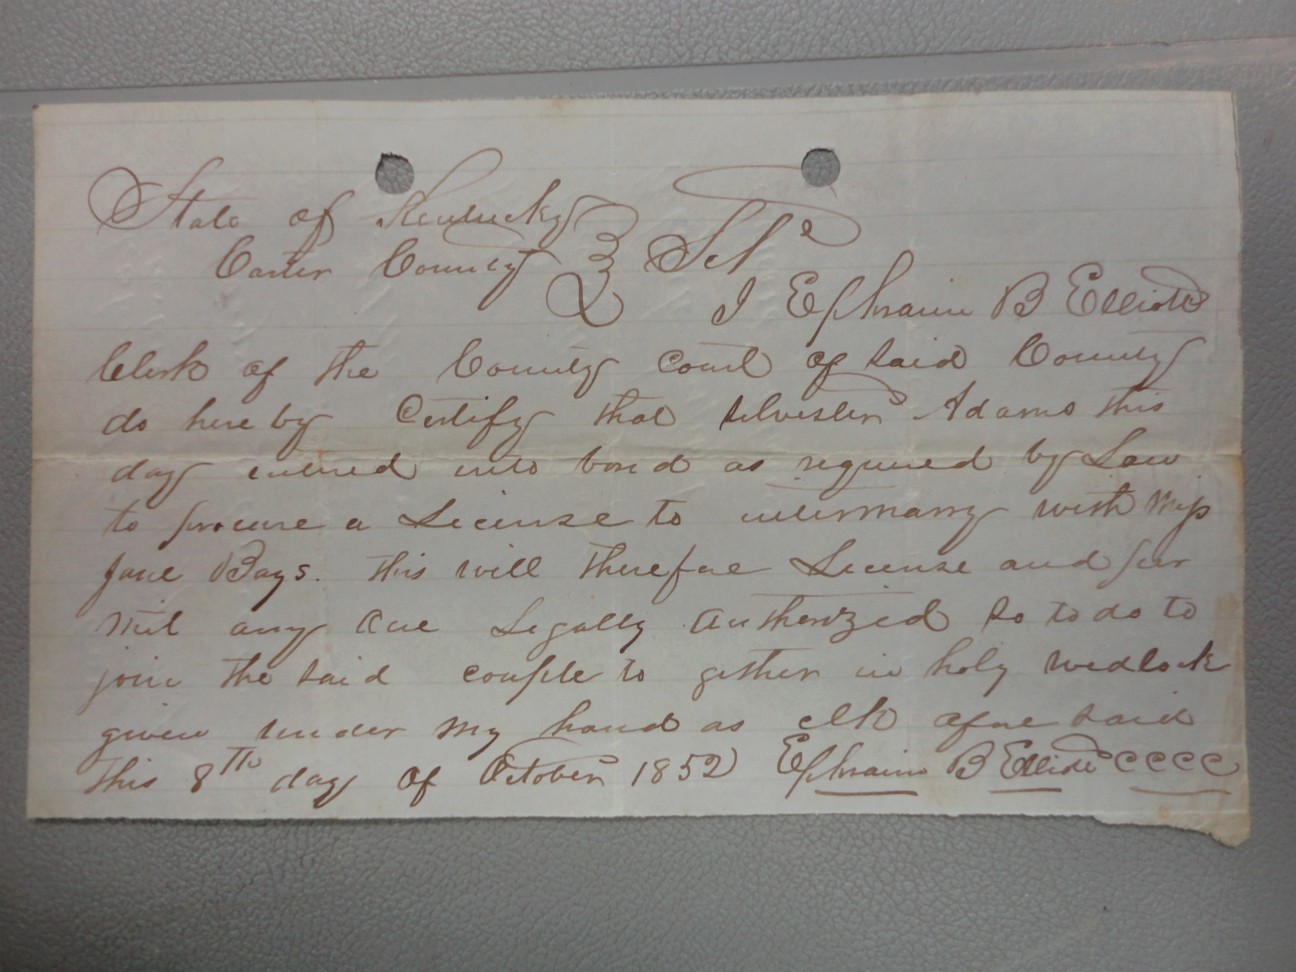 State of Kentucky
Carter County } Sct
I Ephraim B Elliott
Clerk of the County Court of said County
do here by Certify that Silvester Adams this
day entered into bond as required by Law
to procure a License to intermarry with Miss
Jane Bays. this will therefore License and per
mit any one Legally authorized so to do to
join the said couple to gether in holy wedlock
given under my hand as clk afore said
this 8th day of October 1852 Ephraim B Elliott CCCC